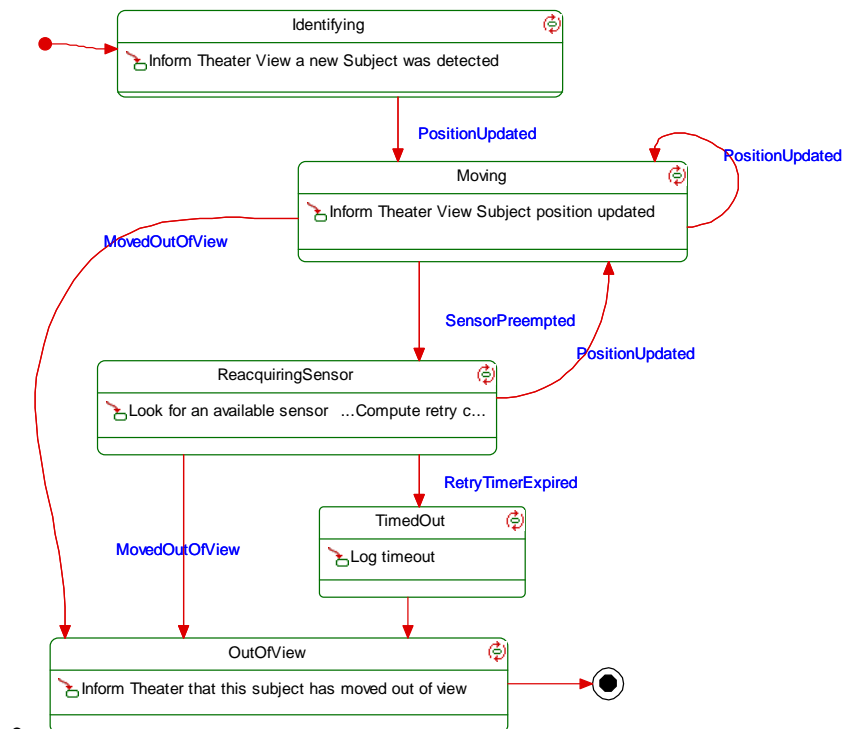 Identifying
Inform Theater View a new Subject was detected
PositionUpdated
Moving
PositionUpdated
Inform Theater View Subject position updated
MovedOutOfView
SensorPreempted
PositionUpdated
ReacquiringSensor
Look for an available sensor ...Compute retry c...
RetryTimerExpired
TimedOut
MovedOutOfView
Log timeout
OutOfView
Inform Theater that this subject has moved out of view